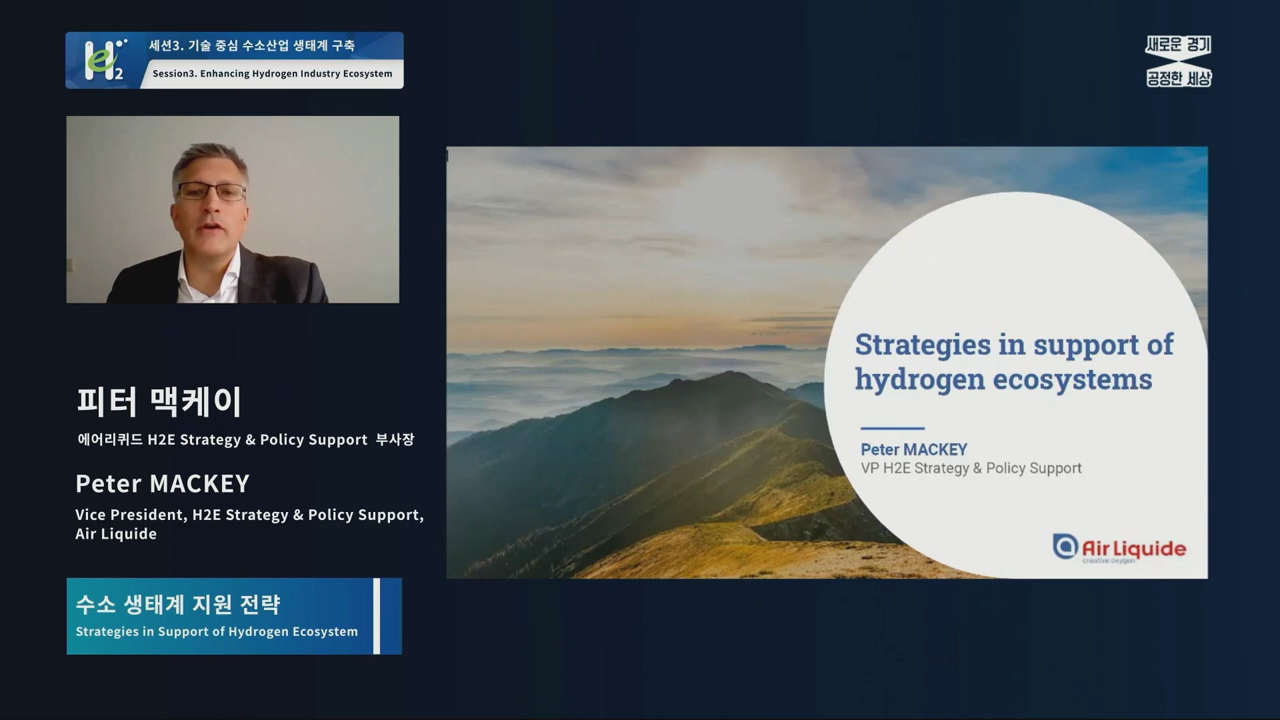 H2
e
세션3. 기술 중심 수소산업 생태계 구축
Session3. Enhancing Hydrogen Industry Ecosystem
새로운 경기
공정한 세상
피터 맥케이
에어리퀴드 H2E Strategy & Policy Support 부사장
Peter MACKEY
Vice President, H2E Strategy & Policy Support,
Air Liquide
수소 생태계 지원 전략
Strategies in Support of Hydrogen Ecosystem
Strategies in support of
hydrogen ecosystems
Peter MACKEY
VP H2E Strategy & Policy Support
Air Liquide
creative oxygen